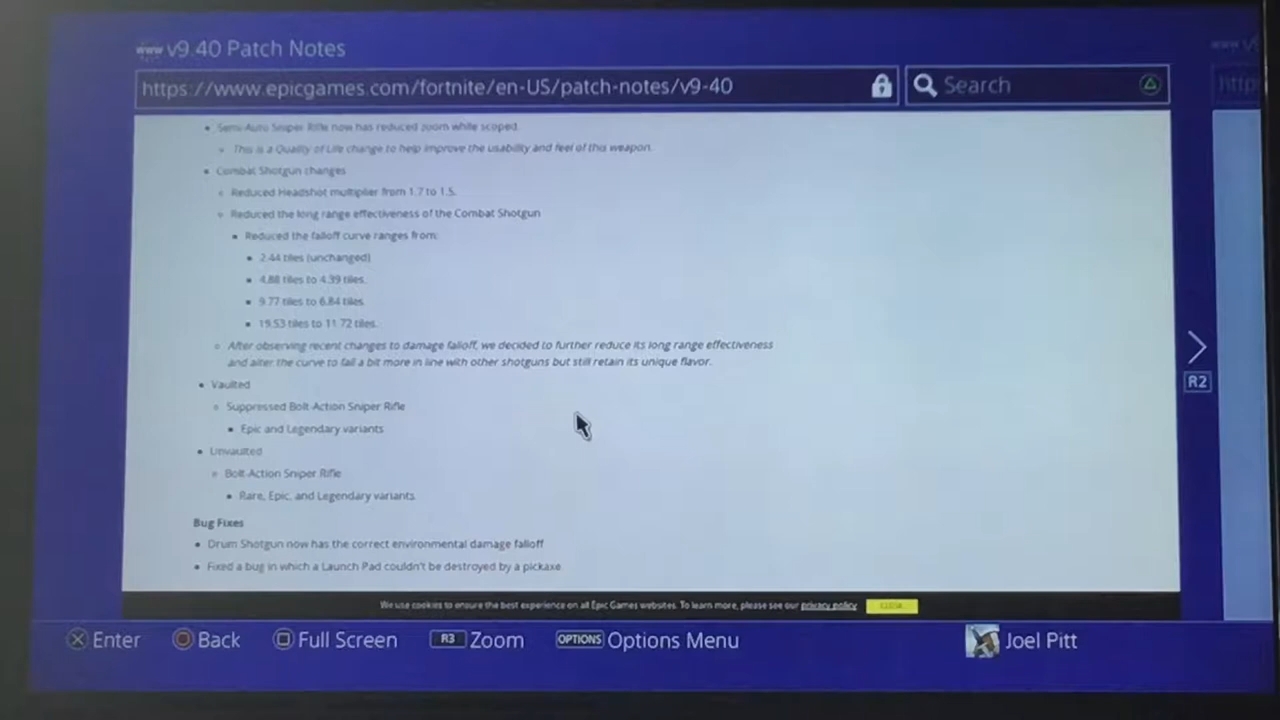 www v9.40 Patch Notes
https://www.epicgames.com/fortnite/en-US/patch-notes/v9-40
Search
Semi-Auto Sniper Rifle now has reduced zoom while scoped.
This is a Quality of Life change to help improve the usability and feel of this weapon.
Combat Shotgun changes
Reduced Headshot multiplier from 1.7 to 1.5.
Reduced the long range effectiveness of the Combat Shotgun
Reduced the falloff curve ranges from:
2.44 tiles (unchanged)
4.88 tiles to 4.39 tiles.
9.77 tiles to 6.84 tiles.
19.53 tiles to 11.72 tiles.
After observing recent changes to damage falloff, we decided to further reduce its long range effectiveness
and alter the curve to fall a bit more in line with other shotguns but still retain its unique flavor.
Vaulted
Suppressed Bolt-Action Sniper Rifle
Epic and Legendary variants
Unvaulted
Bolt-Action Sniper Rifle
Rare, Epic, and Legendary variants.
Bug Fixes
Drum Shotgun now has the correct environmental damage falloff
Fixed a bug in which a Launch Pad couldn't be destroyed by a pickaxe
We use cookies to ensure the best experience on all Epic Games websites. To learn more, please see our privacy policy
CLOSE
R2
Enter
Back
Full Screen
R3 Zoom
OPTIONS Options Menu
Joel Pitt